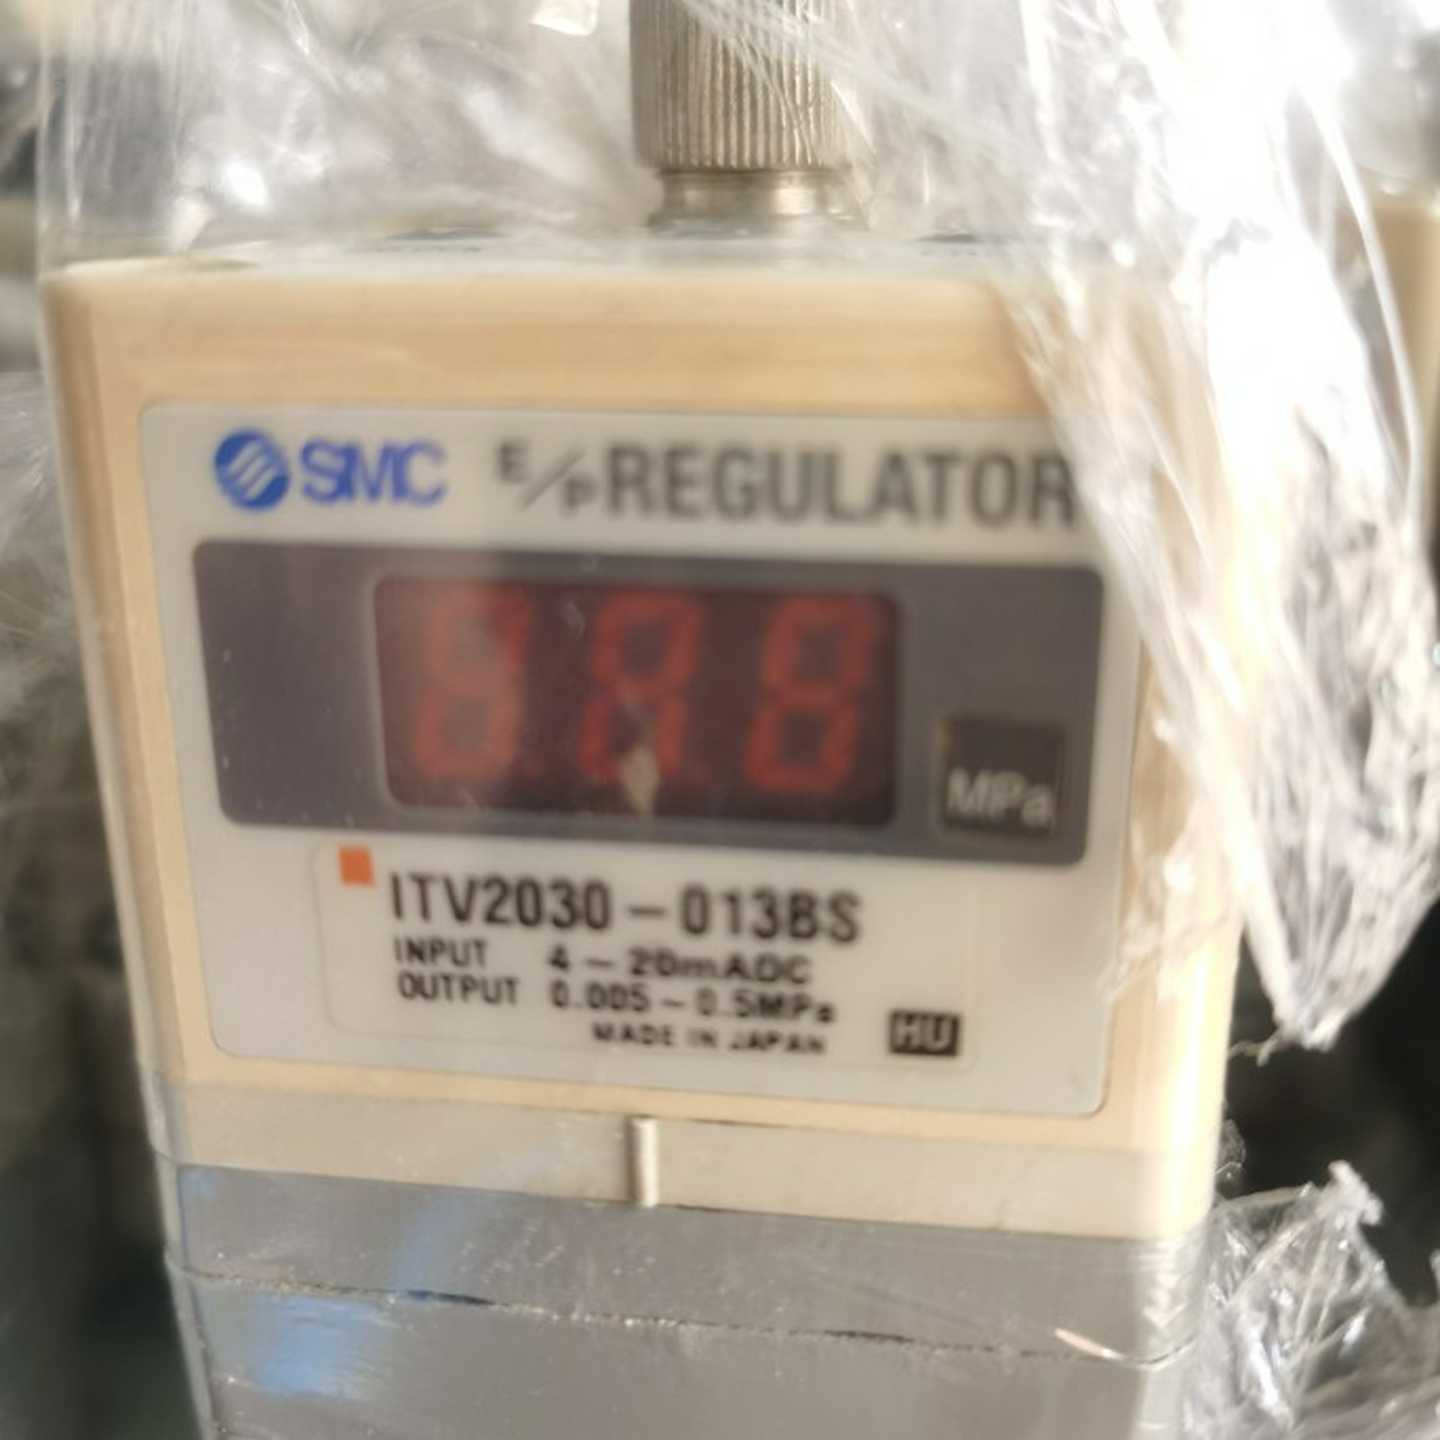 SMC E/P REGULATOR
MPa
ITV2030-013BS
INPUT 4-20mADC
OUTPUT 0.005-0.5MPa
MADE IN JAPAN HU